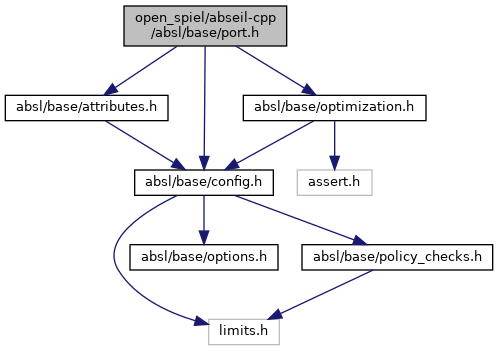 open_spiel/abseil-cpp
/absl/base/port.h
absl/base/attributes.h
absl/base/optimization.h
absl/base/config.h
assert.h
absl/base/options.h
absl/base/policy_checks.h
limits.h